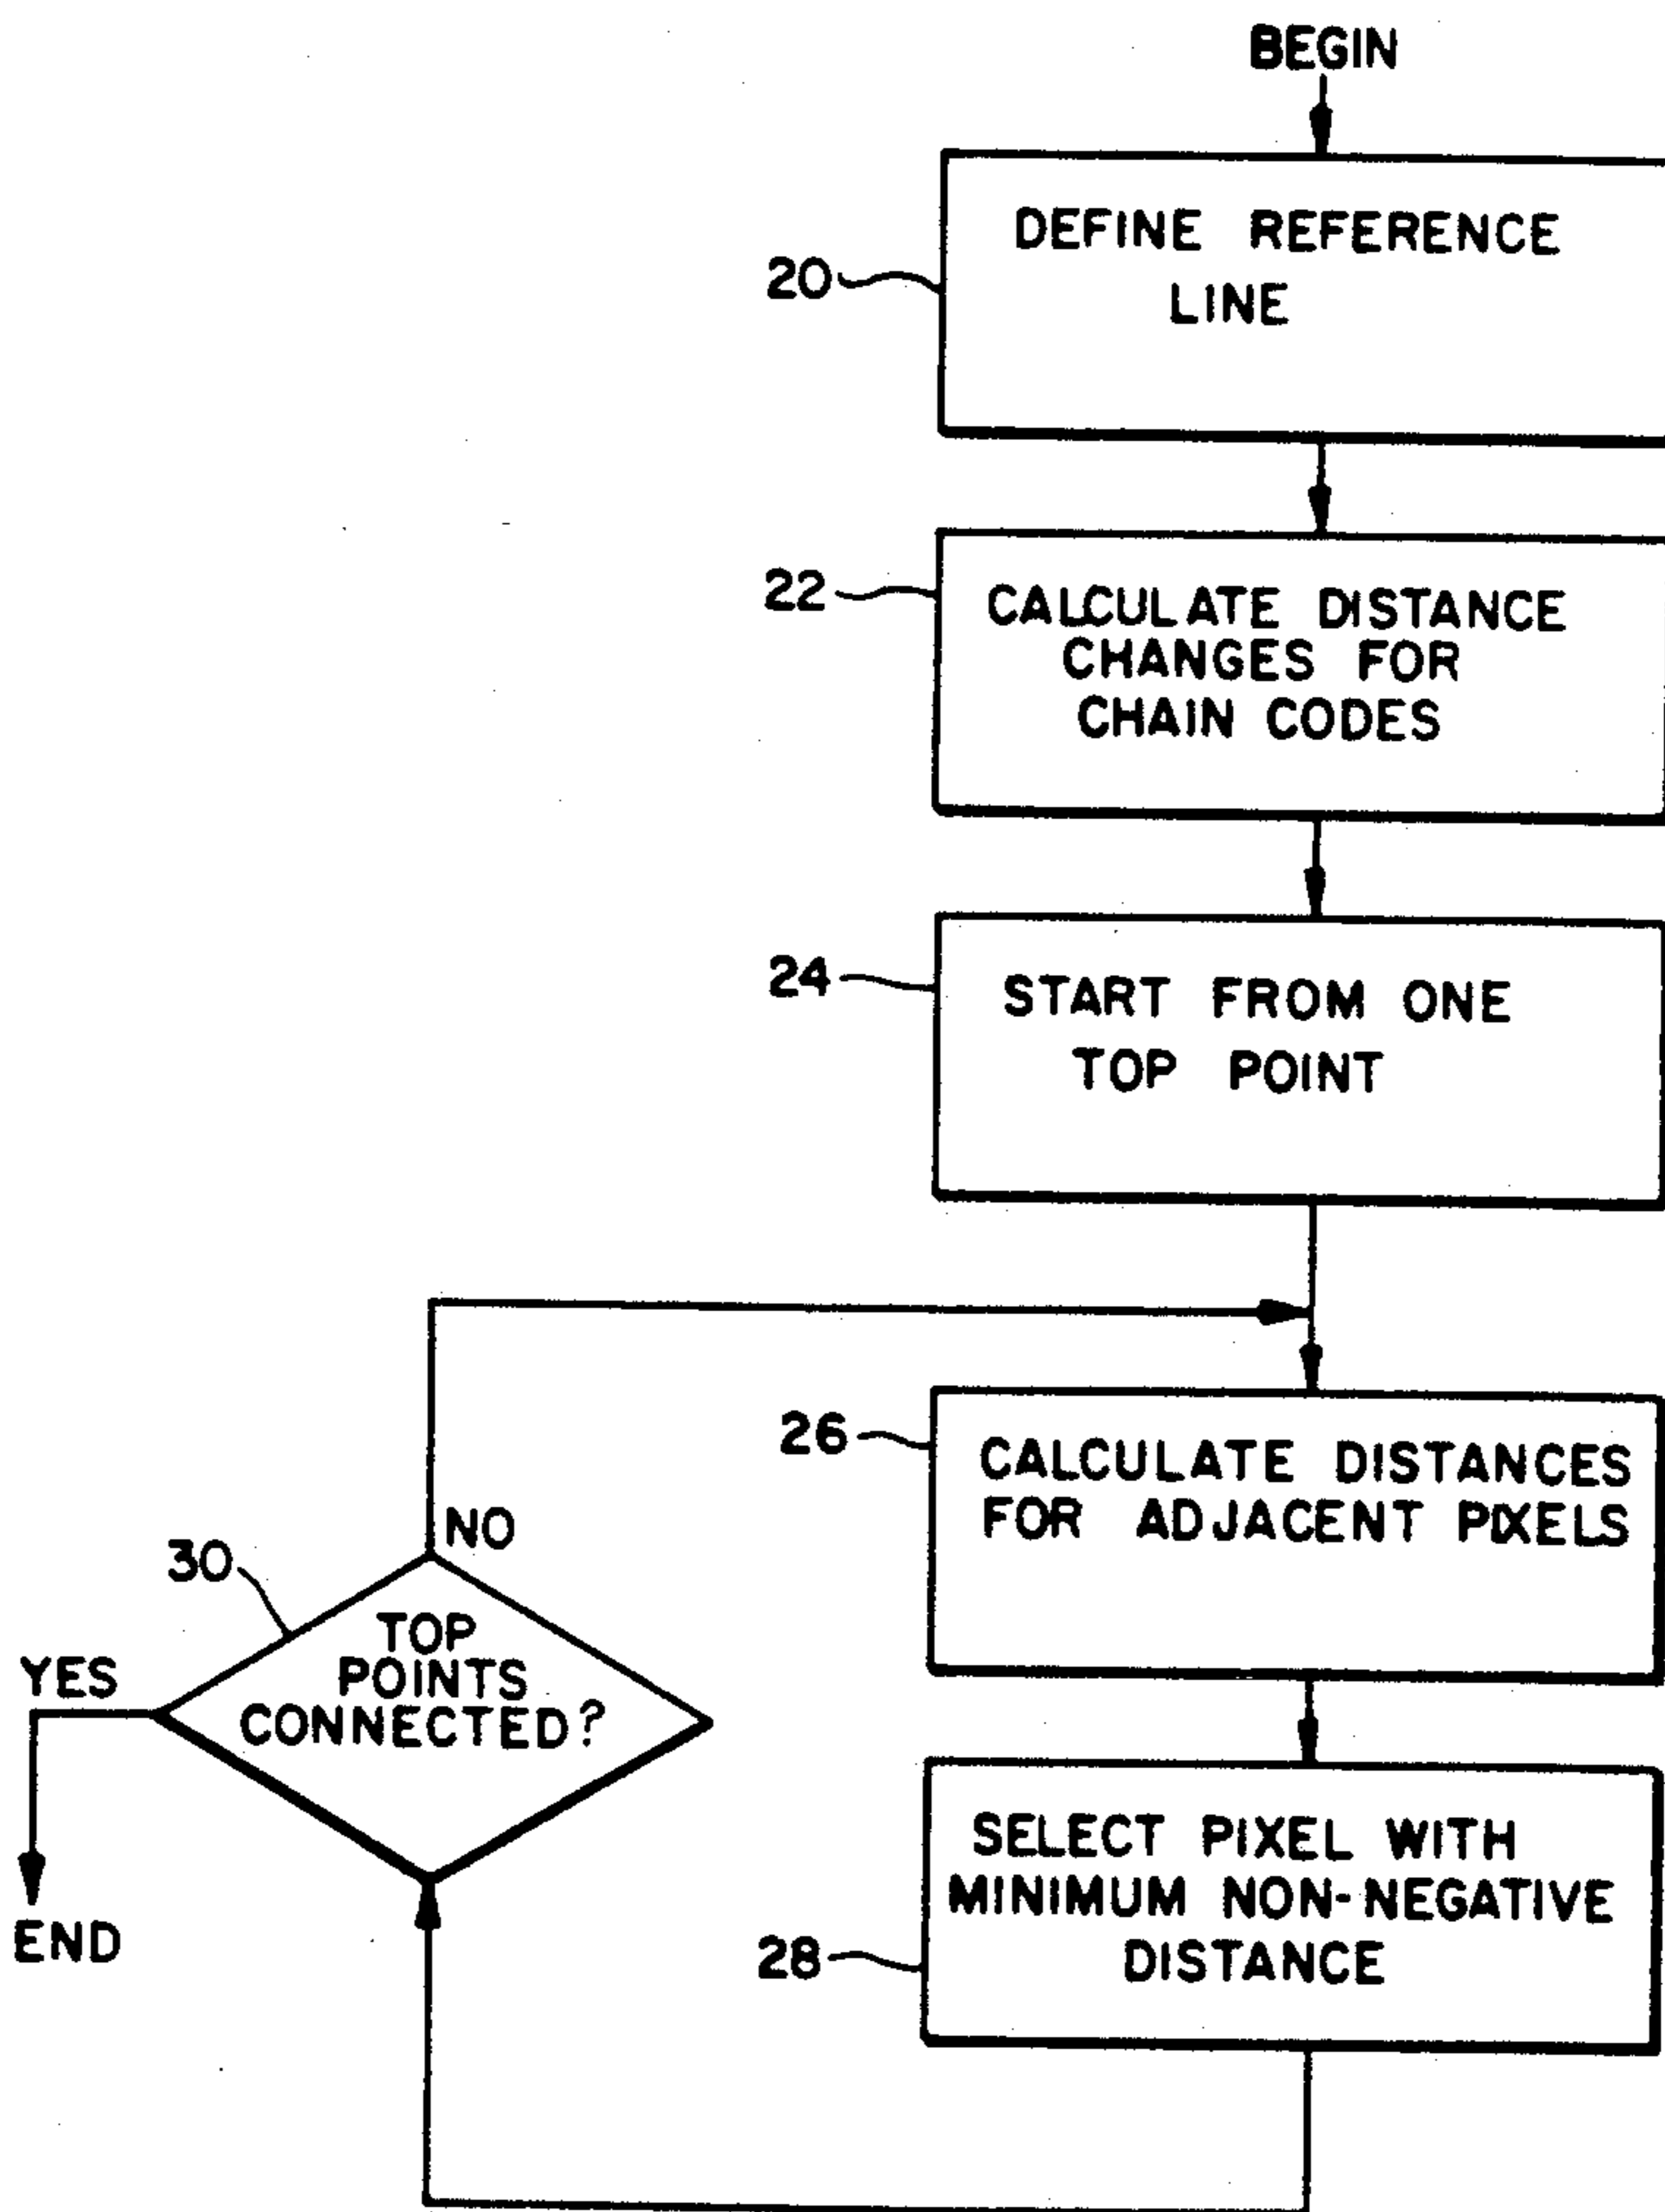 BEGIN
DEFINE REFERENCE
LINE
20
22
CALCULATE DISTANCE
CHANGES FOR
CHAIN CODES
24
START FROM ONE
TOP POINT
26
CALCULATE DISTANCES
FOR ADJACENT PIXELS
NO
30
TOP
POINTS
CONNECTED?
YES
SELECT PIXEL WITH
MINIMUM NON-NEGATIVE
DISTANCE
28
END